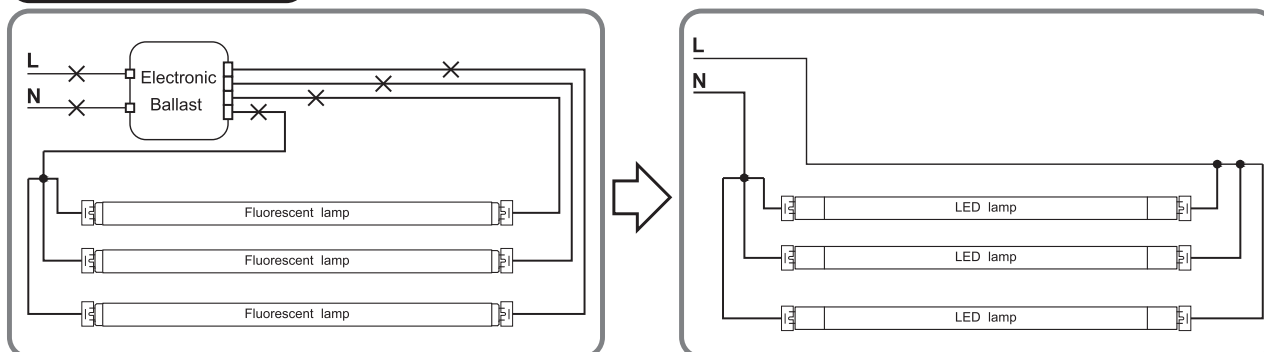 L
N
Electronic
Ballast
Fluorescent lamp
Fluorescent lamp
Fluorescent lamp
L
N
LED lamp
LED lamp
LED lamp